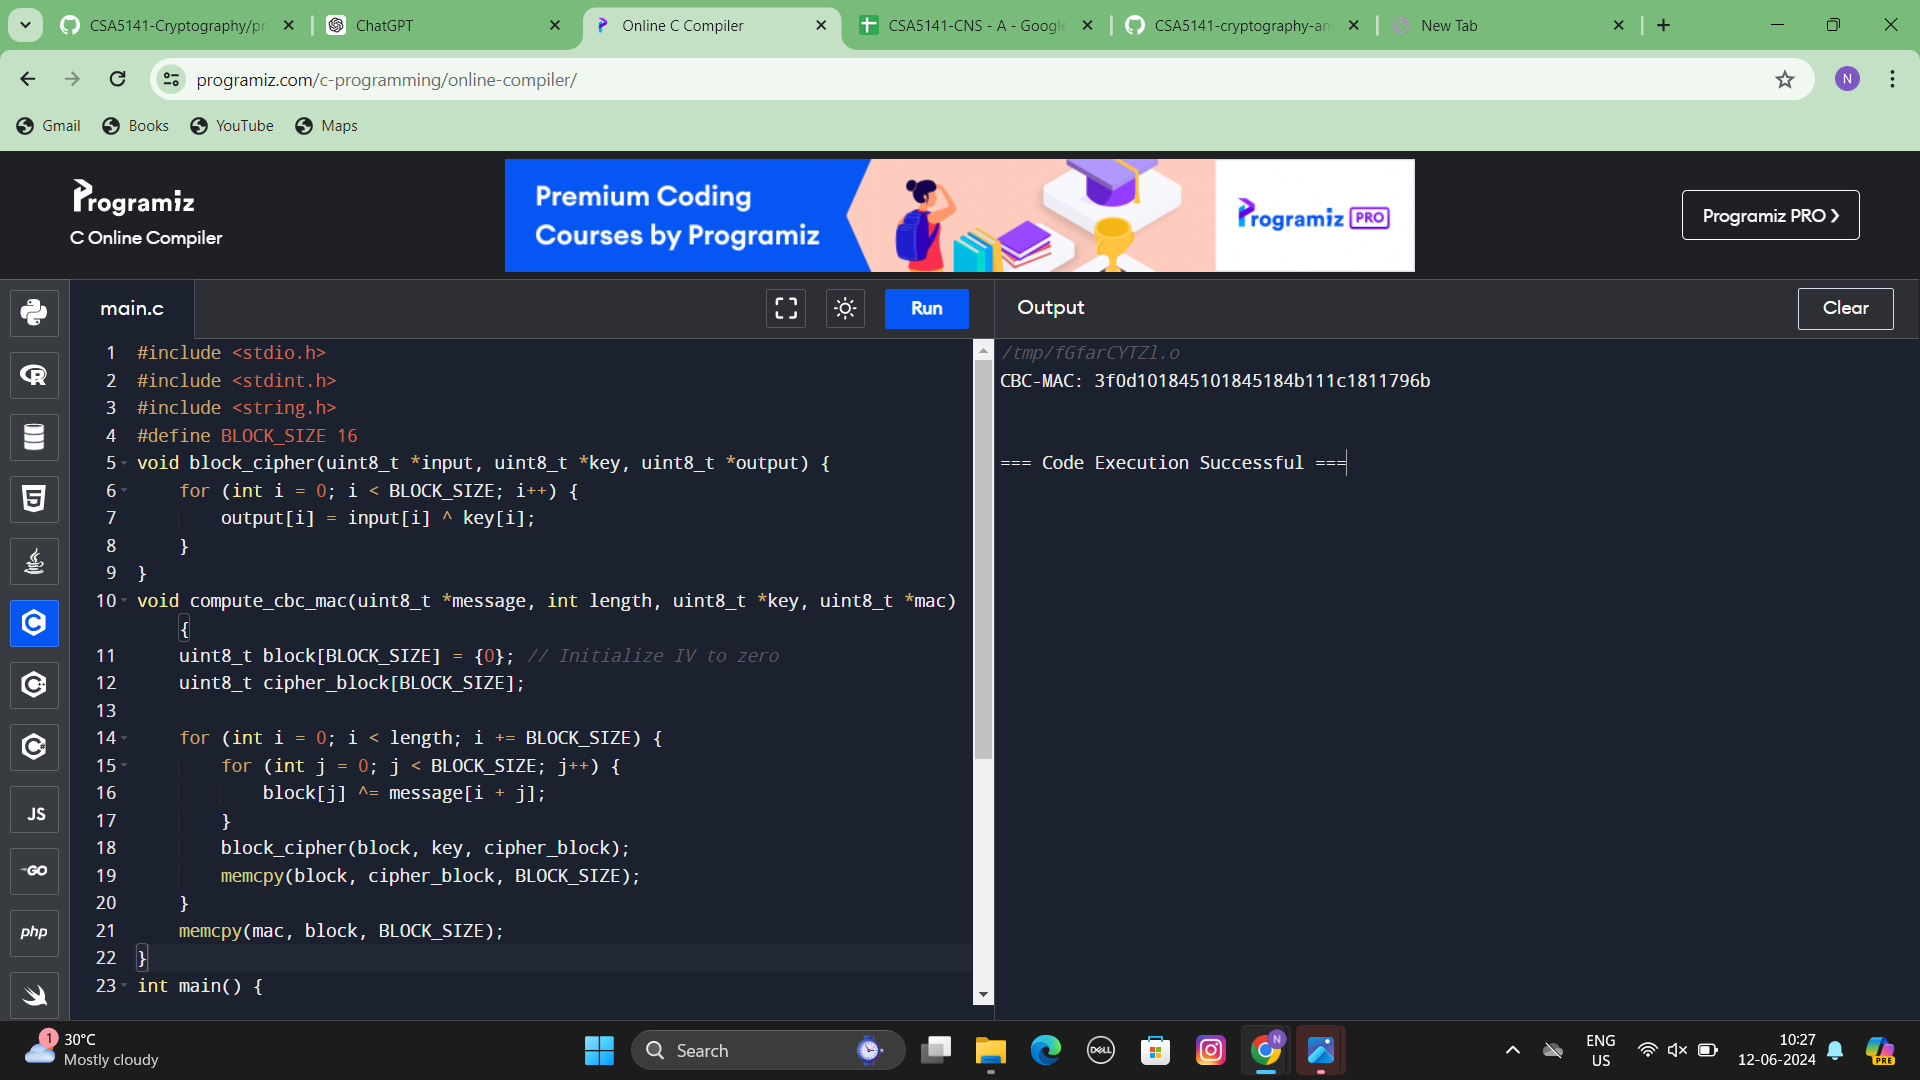 CSA5141-Cryptography/pr
ChatGPT
Online C Compiler
CSA5141-CNS - A - Google
CSA5141-cryptography-an
New Tab
programiz.com/c-programming/online-compiler/
N
Gmail
Books
YouTube
Maps
Programiz
C Online Compiler
Premium Coding
Courses by Programiz
Programiz PRO
Programiz PRO
main.c
Run
Output
Clear
1 #include <stdio.h>
2 #include <stdint.h>
3 #include <string.h>
4 #define BLOCK_SIZE 16
5 void block_cipher(uint8_t *input, uint8_t *key, uint8_t *output) {
6 for (int i = 0; i < BLOCK_SIZE; i++) {
7 output[i] = input[i] ^ key[i];
8 }
9 }
10 void compute_cbc_mac(uint8_t *message, int length, uint8_t *key, uint8_t *mac)
{
11 uint8_t block[BLOCK_SIZE] = {0}; // Initialize IV to zero
12 uint8_t cipher_block[BLOCK_SIZE];
13
14 for (int i = 0; i < length; i += BLOCK_SIZE) {
15 for (int j = 0; j < BLOCK_SIZE; j++) {
16 block[j] ^= message[i + j];
17 }
18 block_cipher(block, key, cipher_block);
19 memcpy(block, cipher_block, BLOCK_SIZE);
20 }
21 memcpy(mac, block, BLOCK_SIZE);
22 }
23 int main() {
/tmp/fGfarCYTZl.o
CBC-MAC: 3f0d101845101845184b111c1811796b
=== Code Execution Successful ===
R
5
C
JS
GO
php
1
30°C
Mostly cloudy
Search
DELL
N
ENG
US
10:27
12-06-2024
PRE